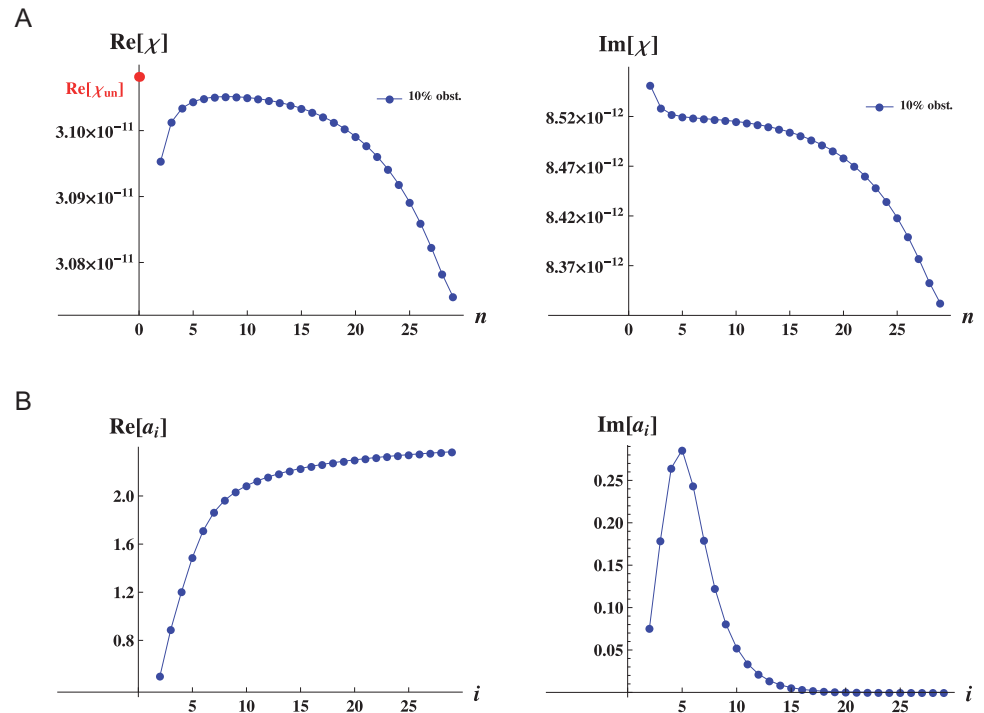 A
Re[χ]
Re[χun]
10% obst.
3.10×10−11
3.09×10−11
3.08×10−11
0 5 10 15 20 25 n
Im[χ]
10% obst.
8.52×10−12
8.47×10−12
8.42×10−12
8.37×10−12
0 5 10 15 20 25 n
B
Re[ai]
2.0
1.6
1.2
0.8
5 10 15 20 25 i
Im[ai]
0.25
0.20
0.15
0.10
0.05
5 10 15 20 25 i